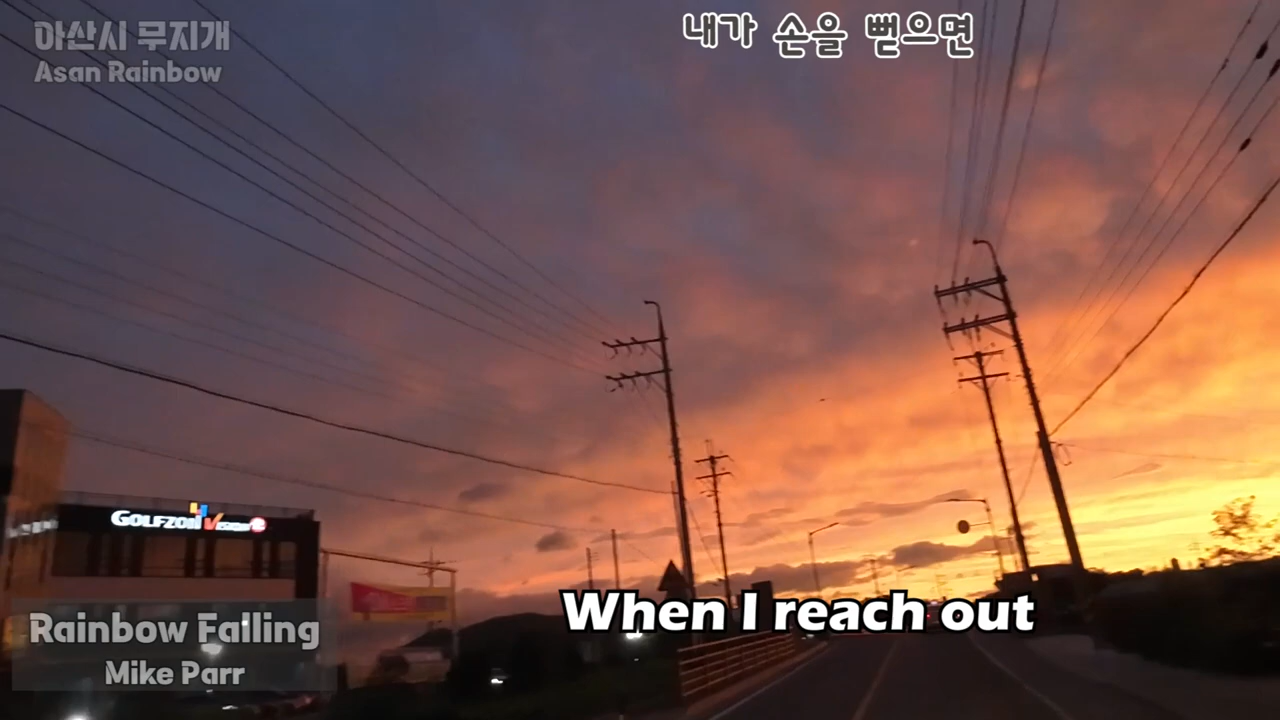 아산시 무지개
Asan Rainbow
내가 손을 뻗으면
GOLFZON VISION
Rainbow Falling
Mike Parr
When I reach out